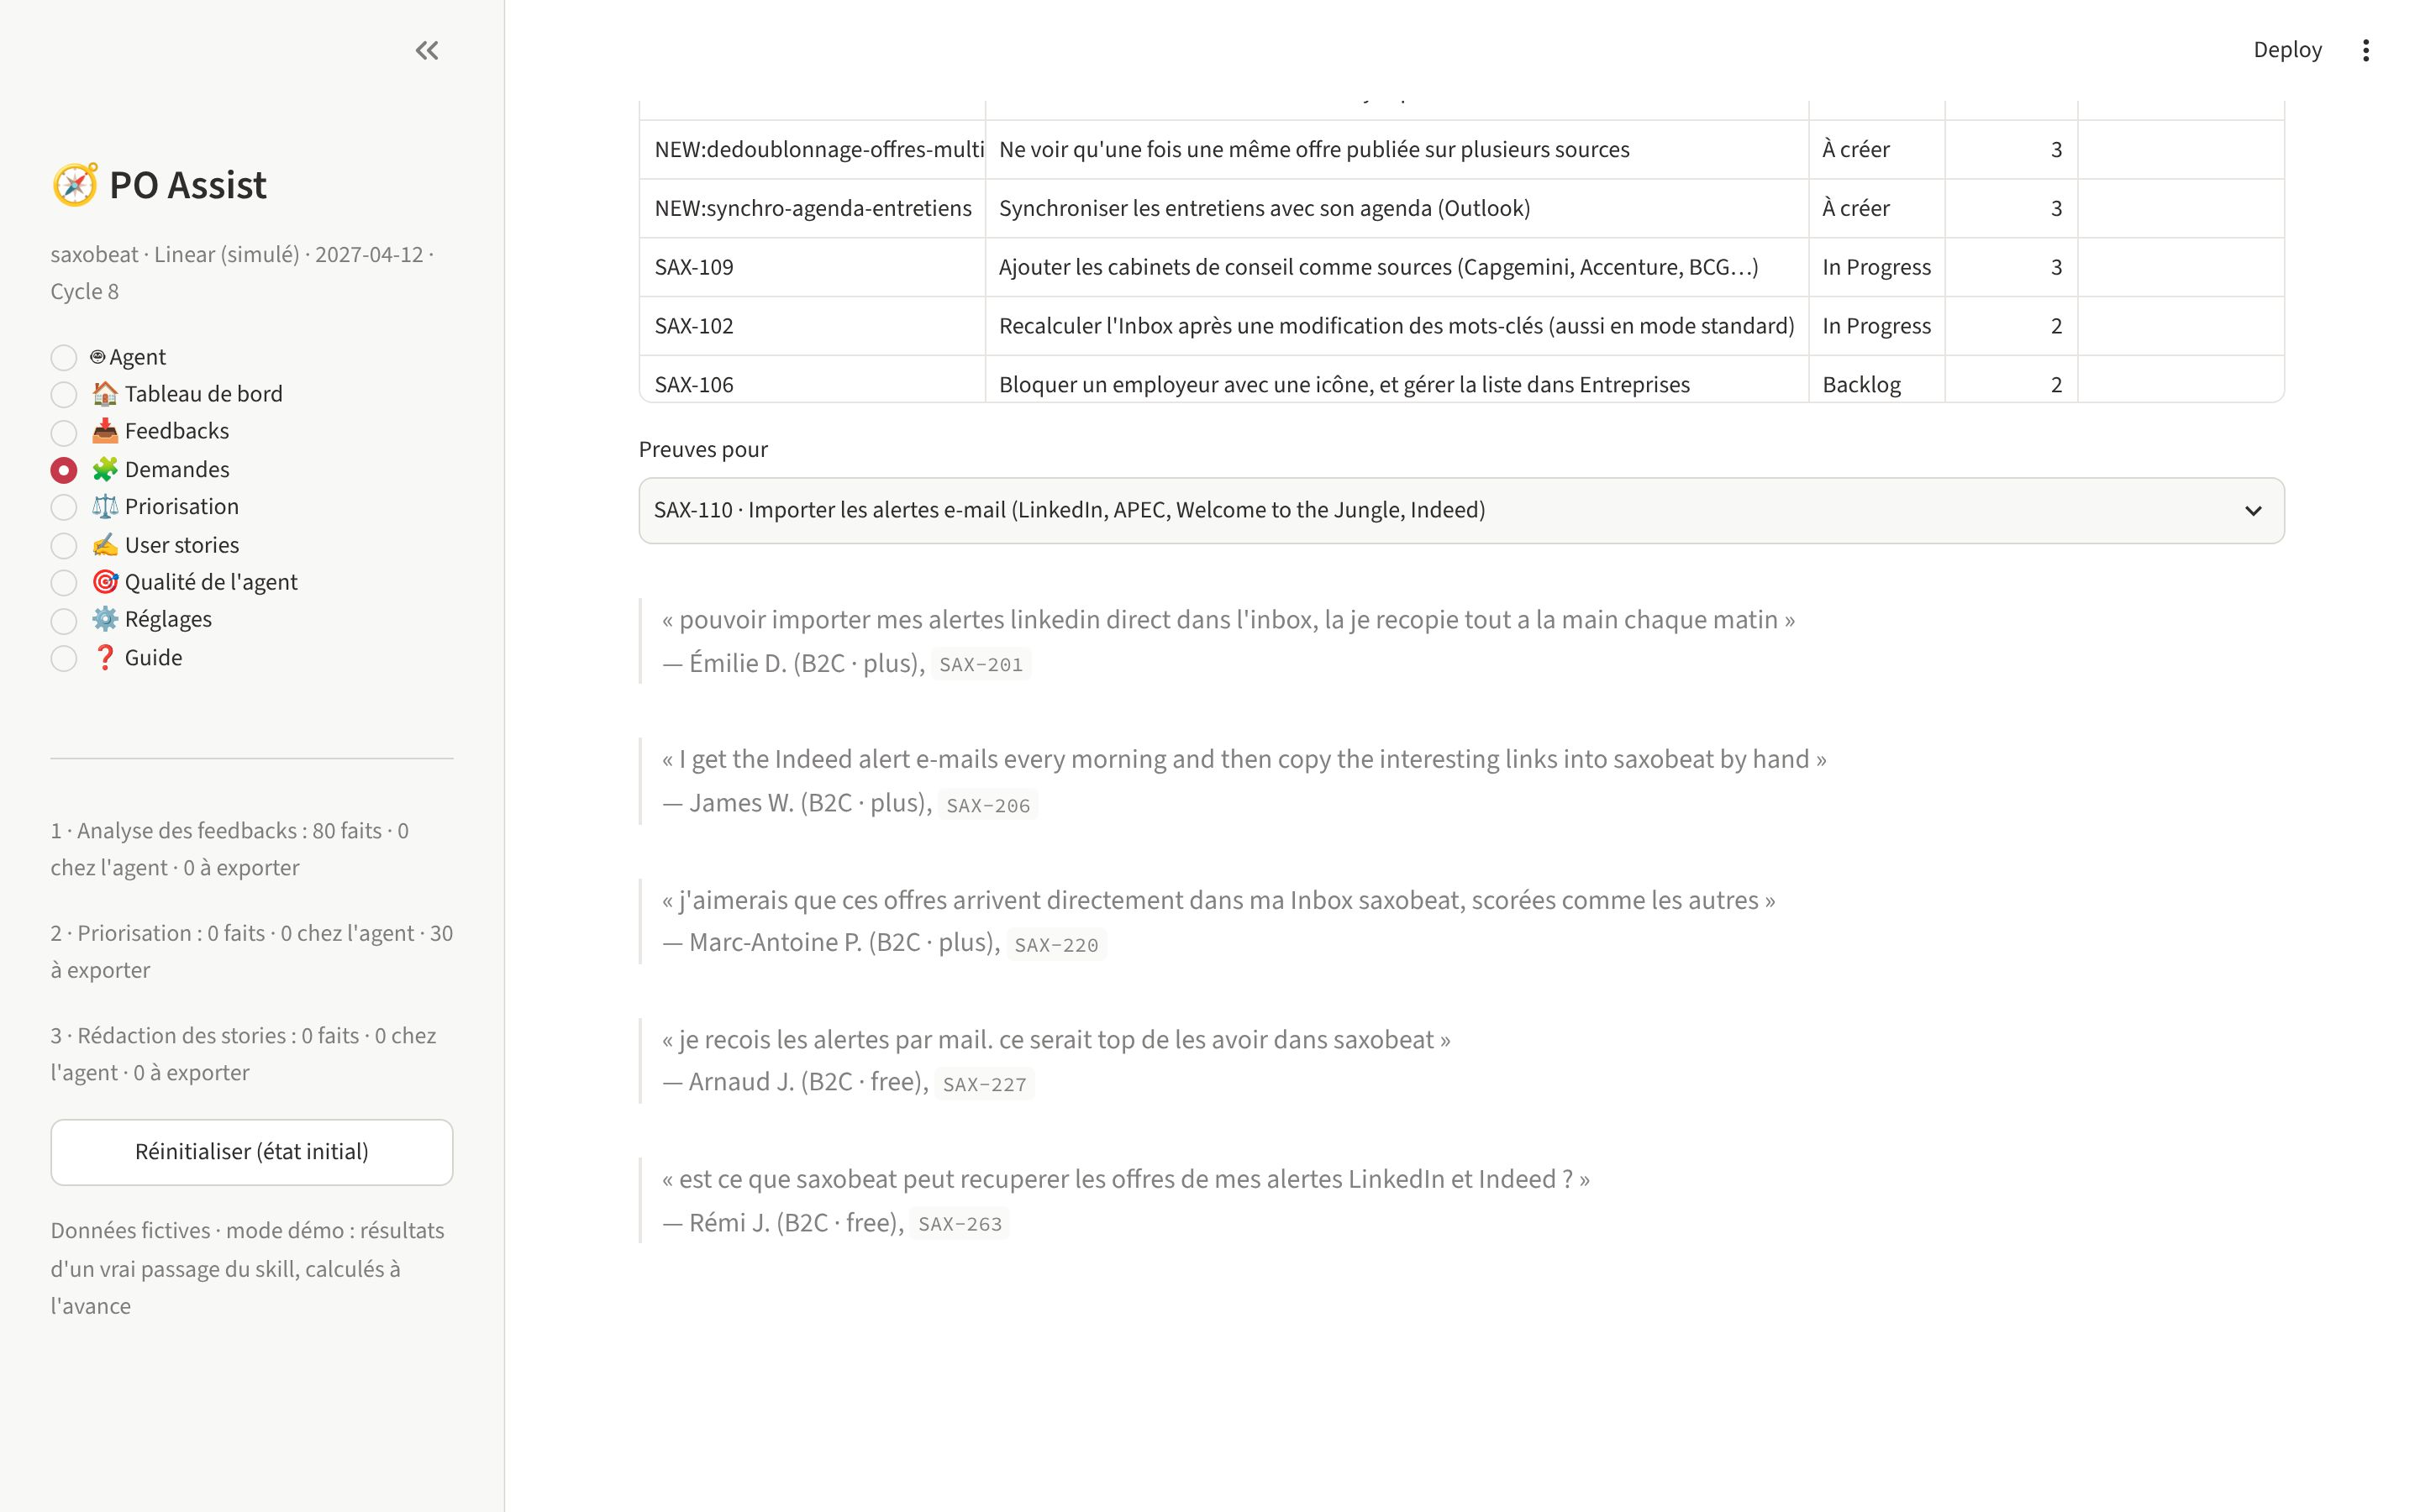 Deploy
PO Assist
saxobeat · Linear (simulé) · 2027-04-12 ·
Cycle 8
Agent
Tableau de bord
Feedbacks
Demandes
Priorisation
User stories
Qualité de l'agent
Réglages
Guide
1 · Analyse des feedbacks : 80 faits · 0
chez l'agent · 0 à exporter
2 · Priorisation : 0 faits · 0 chez l'agent · 30
à exporter
3 · Rédaction des stories : 0 faits · 0 chez
l'agent · 0 à exporter
Réinitialiser (état initial)
Données fictives · mode démo : résultats
d'un vrai passage du skill, calculés à
l'avance
NEW:dedoublonnage-offres-multi Ne voir qu'une fois une même offre publiée sur plusieurs sources À créer 3
NEW:synchro-agenda-entretiens Synchroniser les entretiens avec son agenda (Outlook) À créer 3
SAX-109 Ajouter les cabinets de conseil comme sources (Capgemini, Accenture, BCG…) In Progress 3
SAX-102 Recalculer l'Inbox après une modification des mots-clés (aussi en mode standard) In Progress 2
SAX-106 Bloquer un employeur avec une icône, et gérer la liste dans Entreprises Backlog 2
Preuves pour
SAX-110 · Importer les alertes e-mail (LinkedIn, APEC, Welcome to the Jungle, Indeed)
« pouvoir importer mes alertes linkedin direct dans l'inbox, la je recopie tout a la main chaque matin »
— Émilie D. (B2C · plus), SAX-201
« I get the Indeed alert e-mails every morning and then copy the interesting links into saxobeat by hand »
— James W. (B2C · plus), SAX-206
« j'aimerais que ces offres arrivent directement dans ma Inbox saxobeat, scorées comme les autres »
— Marc-Antoine P. (B2C · plus), SAX-220
« je recois les alertes par mail. ce serait top de les avoir dans saxobeat »
— Arnaud J. (B2C · free), SAX-227
« est ce que saxobeat peut recuperer les offres de mes alertes LinkedIn et Indeed ? »
— Rémi J. (B2C · free), SAX-263